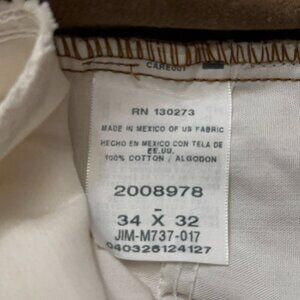 CAREOUT
RN 130273
MADE IN MEXICO OF US FABRIC
HECHO EN MEXICO CON TELA DE
EE.UU.
100% COTTON / ALGODON
2008978
-
34 X 32
JIM-M737-017
040326124127